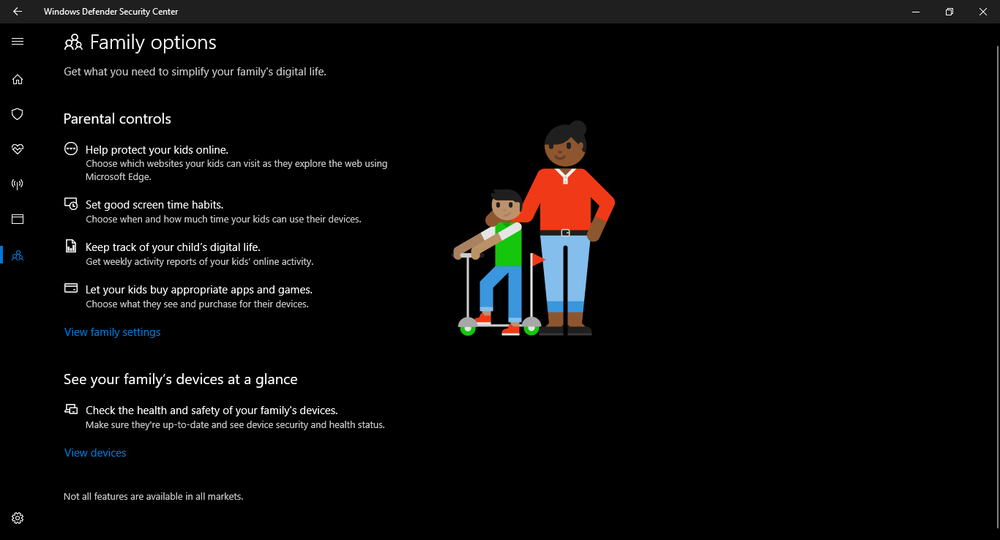 Windows Defender Security Center
Family options
Get what you need to simplify your family's digital life.
Parental controls
Help protect your kids online.
Choose which websites your kids can visit as they explore the web using
Microsoft Edge.
Set good screen time habits.
Choose when and how much time your kids can use their devices.
Keep track of your child’s digital life.
Get weekly activity reports of your kids’ online activity.
Let your kids buy appropriate apps and games.
Choose what they see and purchase for their devices.
View family settings
See your family’s devices at a glance
Check the health and safety of your family's devices.
Make sure they're up-to-date and see device security and health status.
View devices
Not all features are available in all markets.